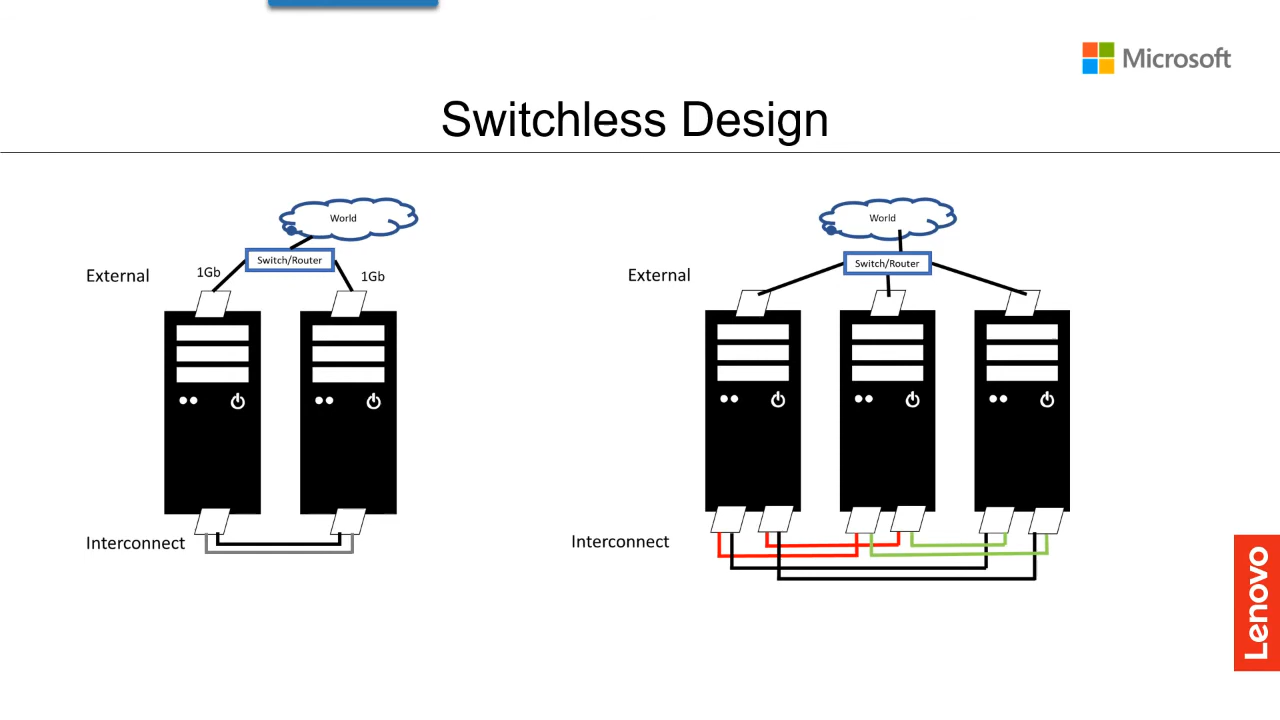 Microsoft
Switchless Design
World
Switch/Router
External
1Gb
1Gb
Interconnect
World
Switch/Router
External
Interconnect
Lenovo